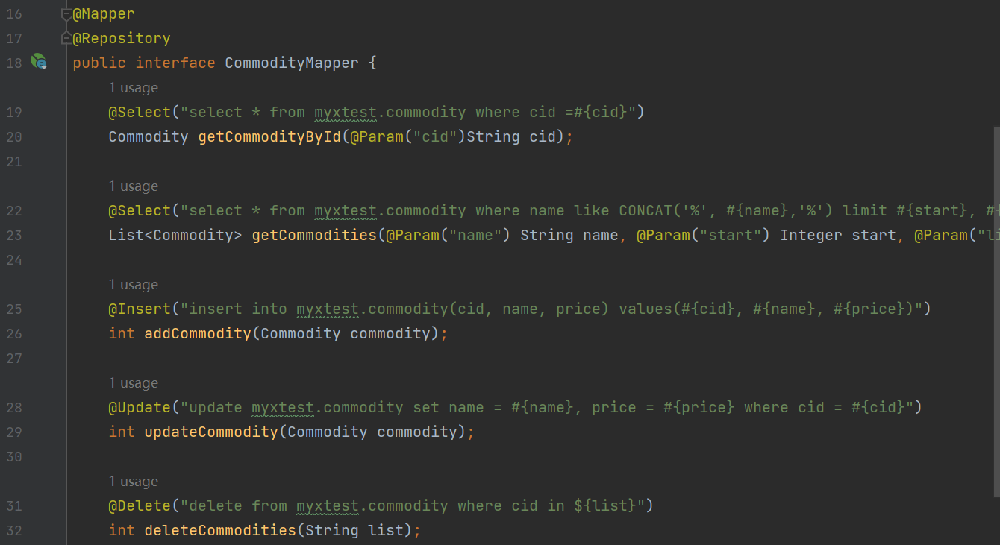 16 @Mapper
17 @Repository
18 public interface CommodityMapper {
1 usage
19 @Select("select * from myxtest.commodity where cid =#{cid}")
20 Commodity getCommodityById(@Param("cid")String cid);
21
1 usage
22 @Select("select * from myxtest.commodity where name like CONCAT('%', #{name},'%') limit #{start}, #{
23 List<Commodity> getCommodities(@Param("name") String name, @Param("start") Integer start, @Param("li
24
1 usage
25 @Insert("insert into myxtest.commodity(cid, name, price) values(#{cid}, #{name}, #{price})")
26 int addCommodity(Commodity commodity);
27
1 usage
28 @Update("update myxtest.commodity set name = #{name}, price = #{price} where cid = #{cid}")
29 int updateCommodity(Commodity commodity);
30
1 usage
31 @Delete("delete from myxtest.commodity where cid in ${list}")
32 int deleteCommodities(String list);